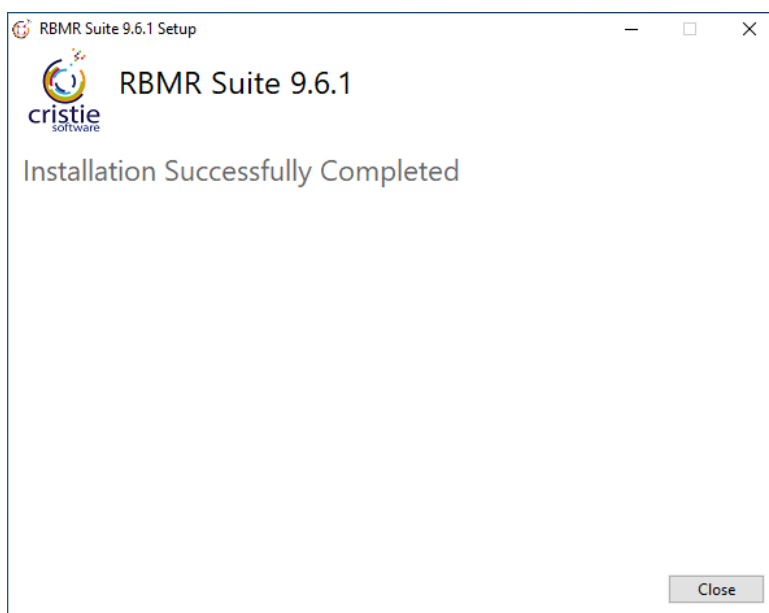 RBMR Suite 9.6.1 Setup
RBMR Suite 9.6.1
cristie
software
Installation Successfully Completed
Close